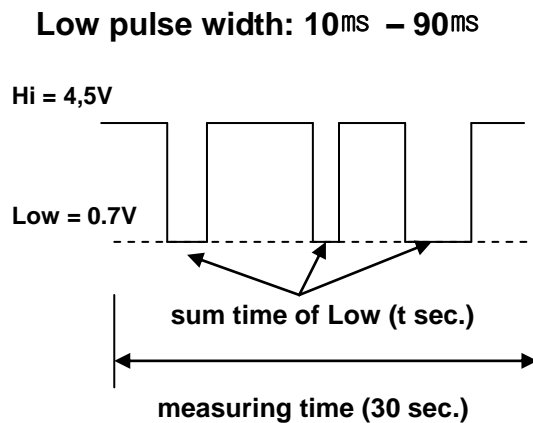 Low pulse width: 10㎳ – 90㎳
Hi = 4,5V
Low = 0.7V
sum time of Low (t sec.)
measuring time (30 sec.)